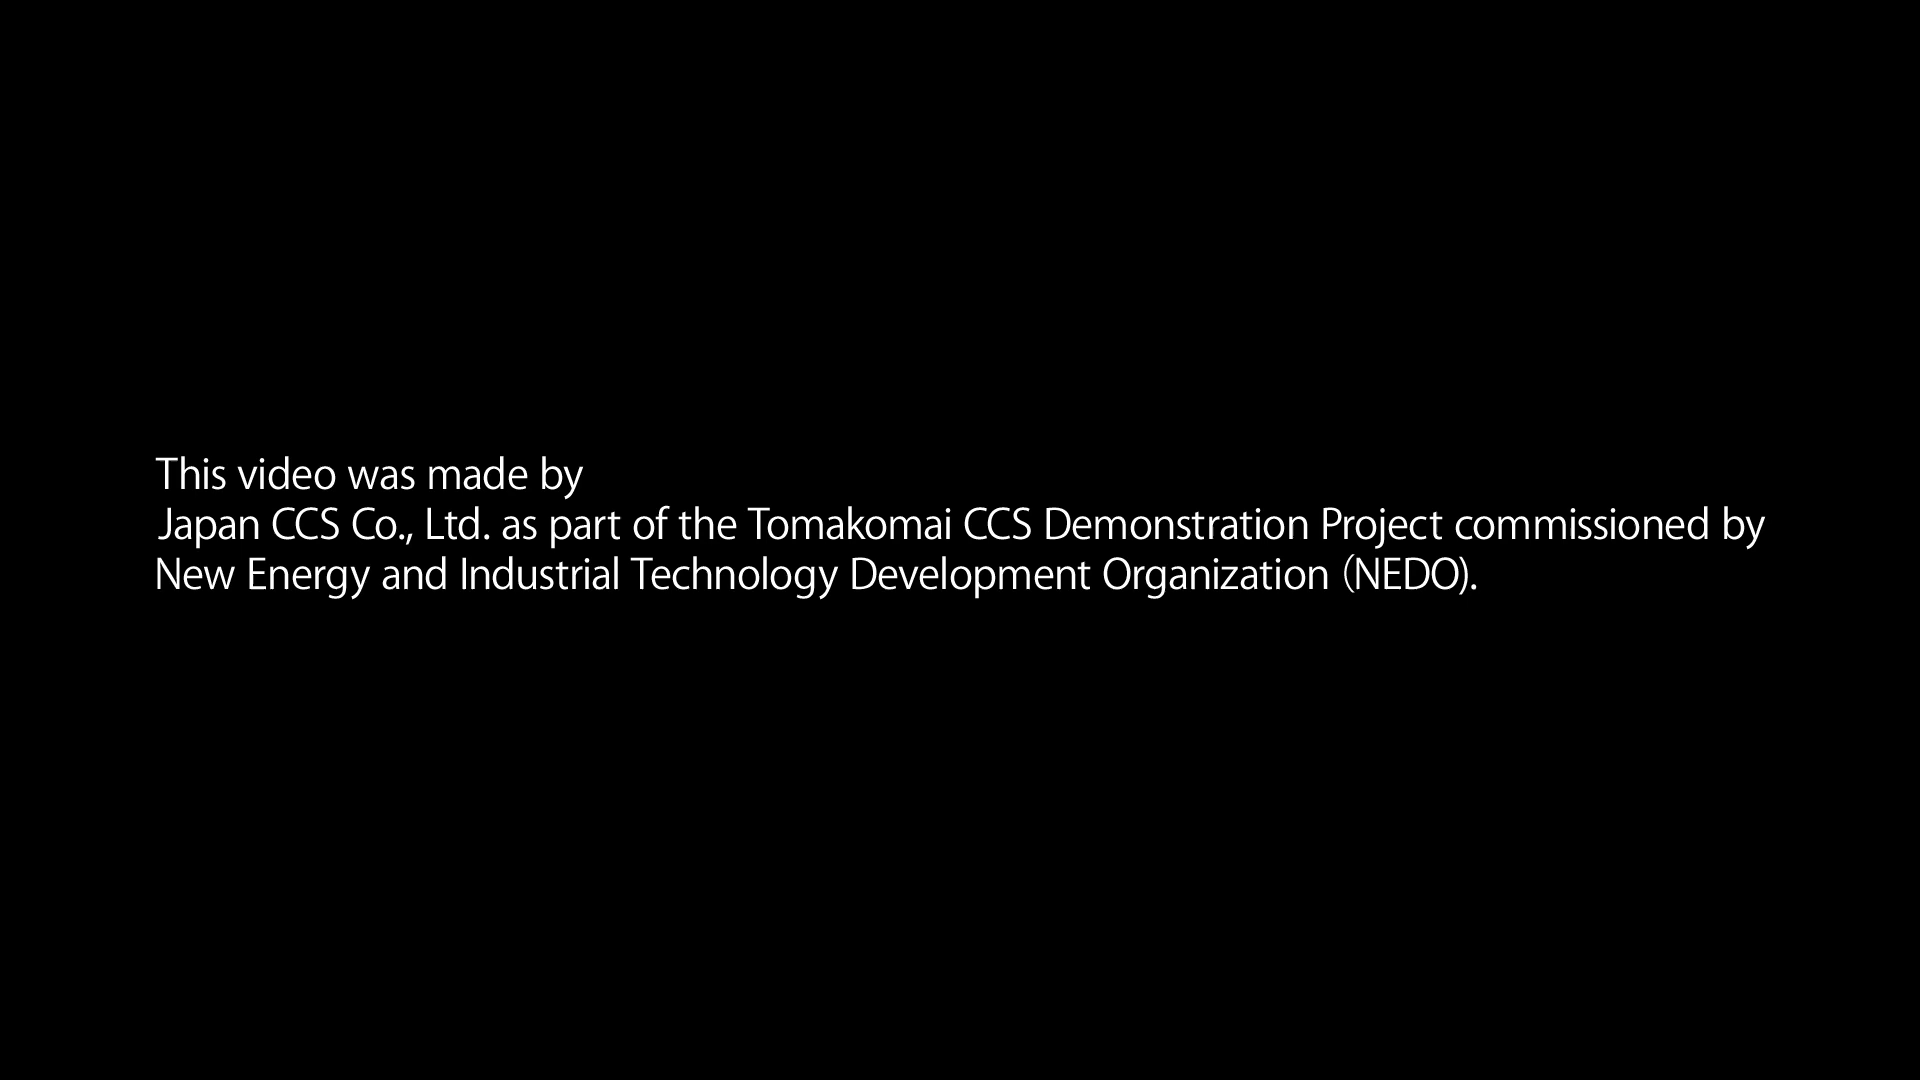 This video was made by
Japan CCS Co., Ltd. as part of the Tomakomai CCS Demonstration Project commissioned by
New Energy and Industrial Technology Development Organization (NEDO).